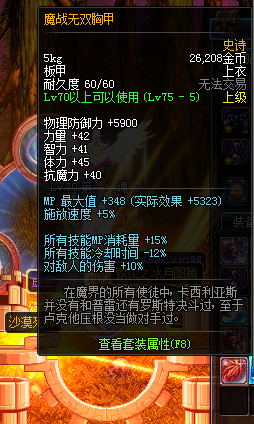 魔战无双胸甲
史诗
5kg 26,208金币
板甲 上衣
耐久度 60/60 无法交易
Lv70以上可以使用 (Lv75 - 5) 上级
物理防御力 +5900
力量 +42
智力 +41
体力 +45
抗魔力 +40
MP 最大值 +348 (实际效果 +5323)
施放速度 +5%
所有技能MP消耗量 +15%
所有技能冷却时间 -12%
对敌人的伤害 +10%
在魔界的所有使徒中,卡西利亚斯
并没有和普雷还有罗斯特决斗过,至于
卢克他压根没当做对手过。
查看套装属性(F8)
沙漠